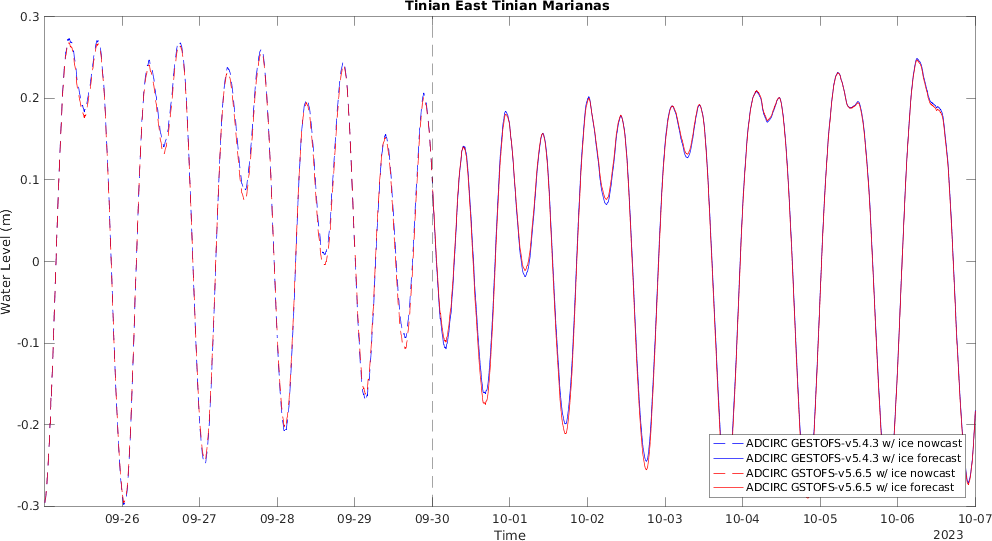 Tinian East Tinian Marianas
Water Level (m)
0.3
0.2
0.1
0
-0.1
-0.2
-0.3
ADCIRC GESTOFS-v5.4.3 w/ ice nowcast
ADCIRC GESTOFS-v5.4.3 w/ ice forecast
ADCIRC GSTOFS-v5.6.5 w/ ice nowcast
ADCIRC GSTOFS-v5.6.5 w/ ice forecast
09-26 09-27 09-28 09-29 09-30 10-01 10-02 10-03 10-04 10-05 10-06 10-07
Time
2023